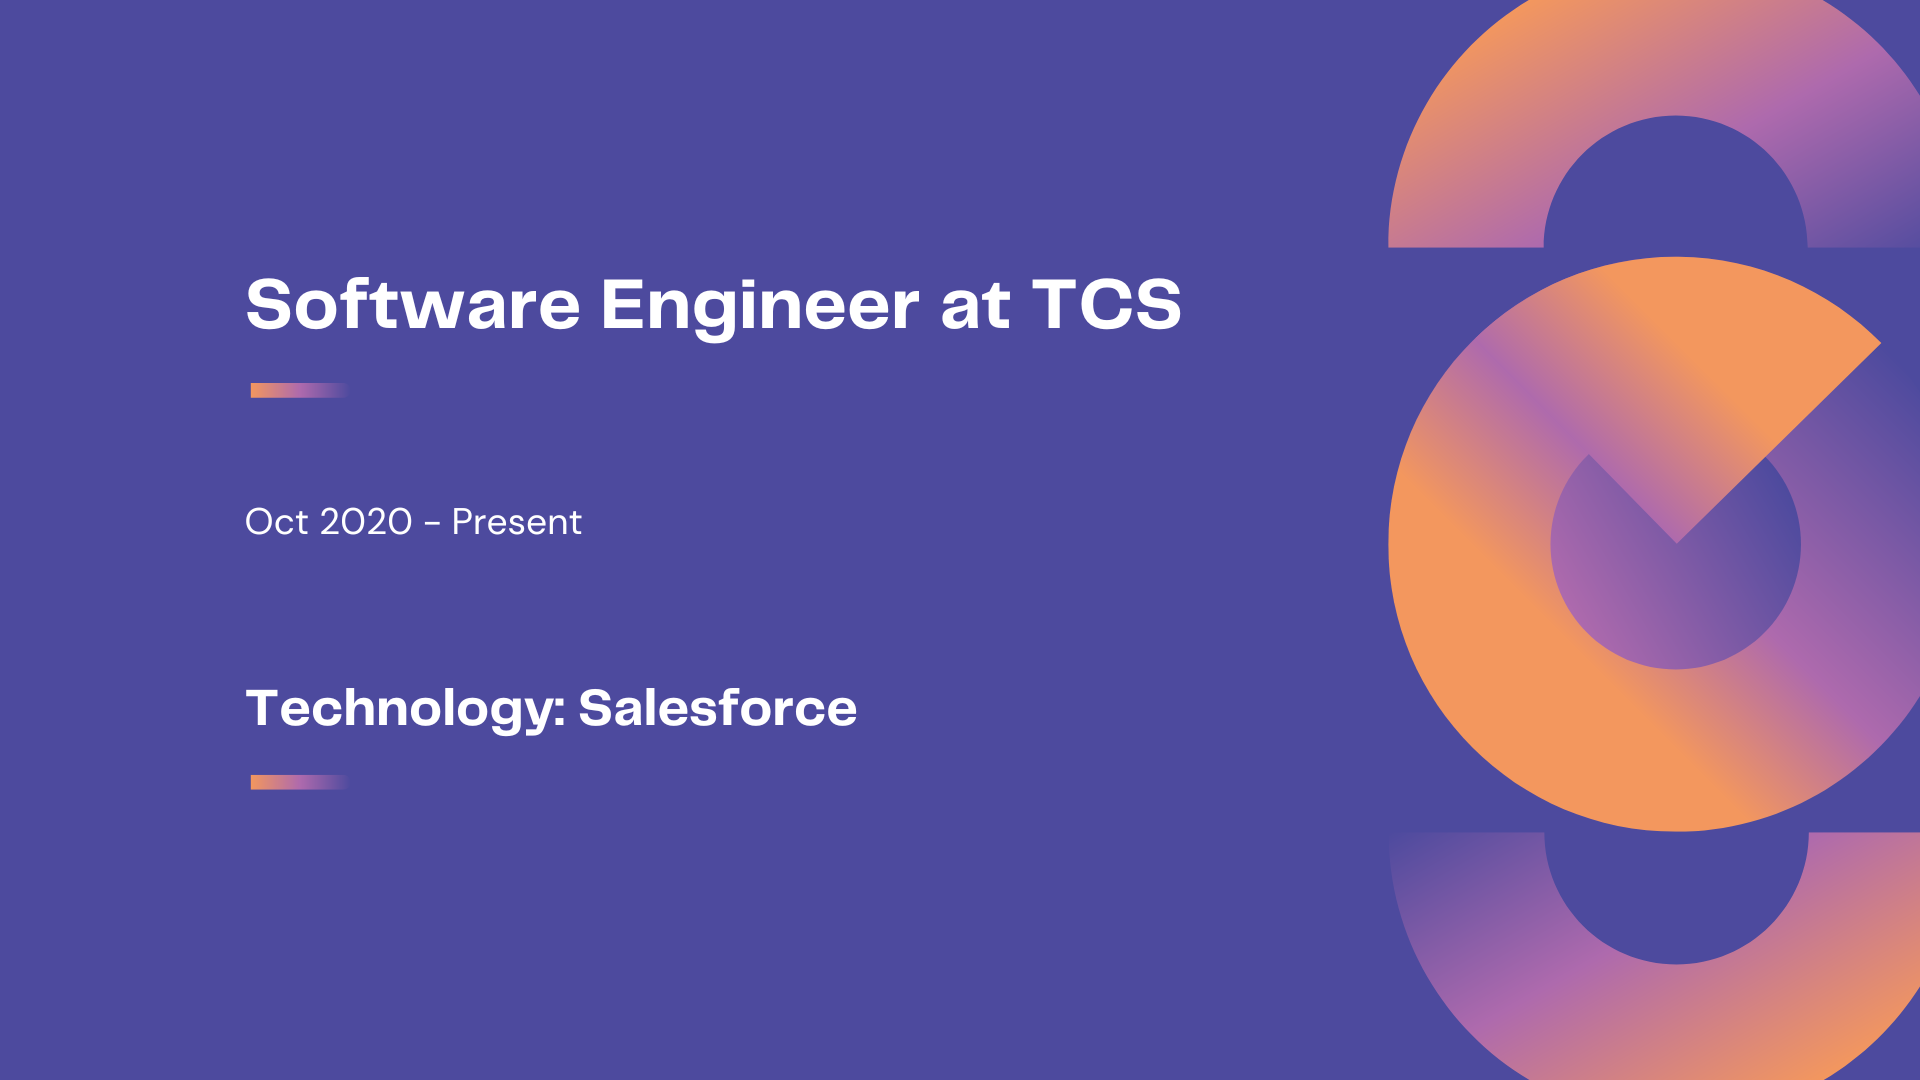 Software Engineer at TCS
Oct 2020 – Present
Technology: Salesforce